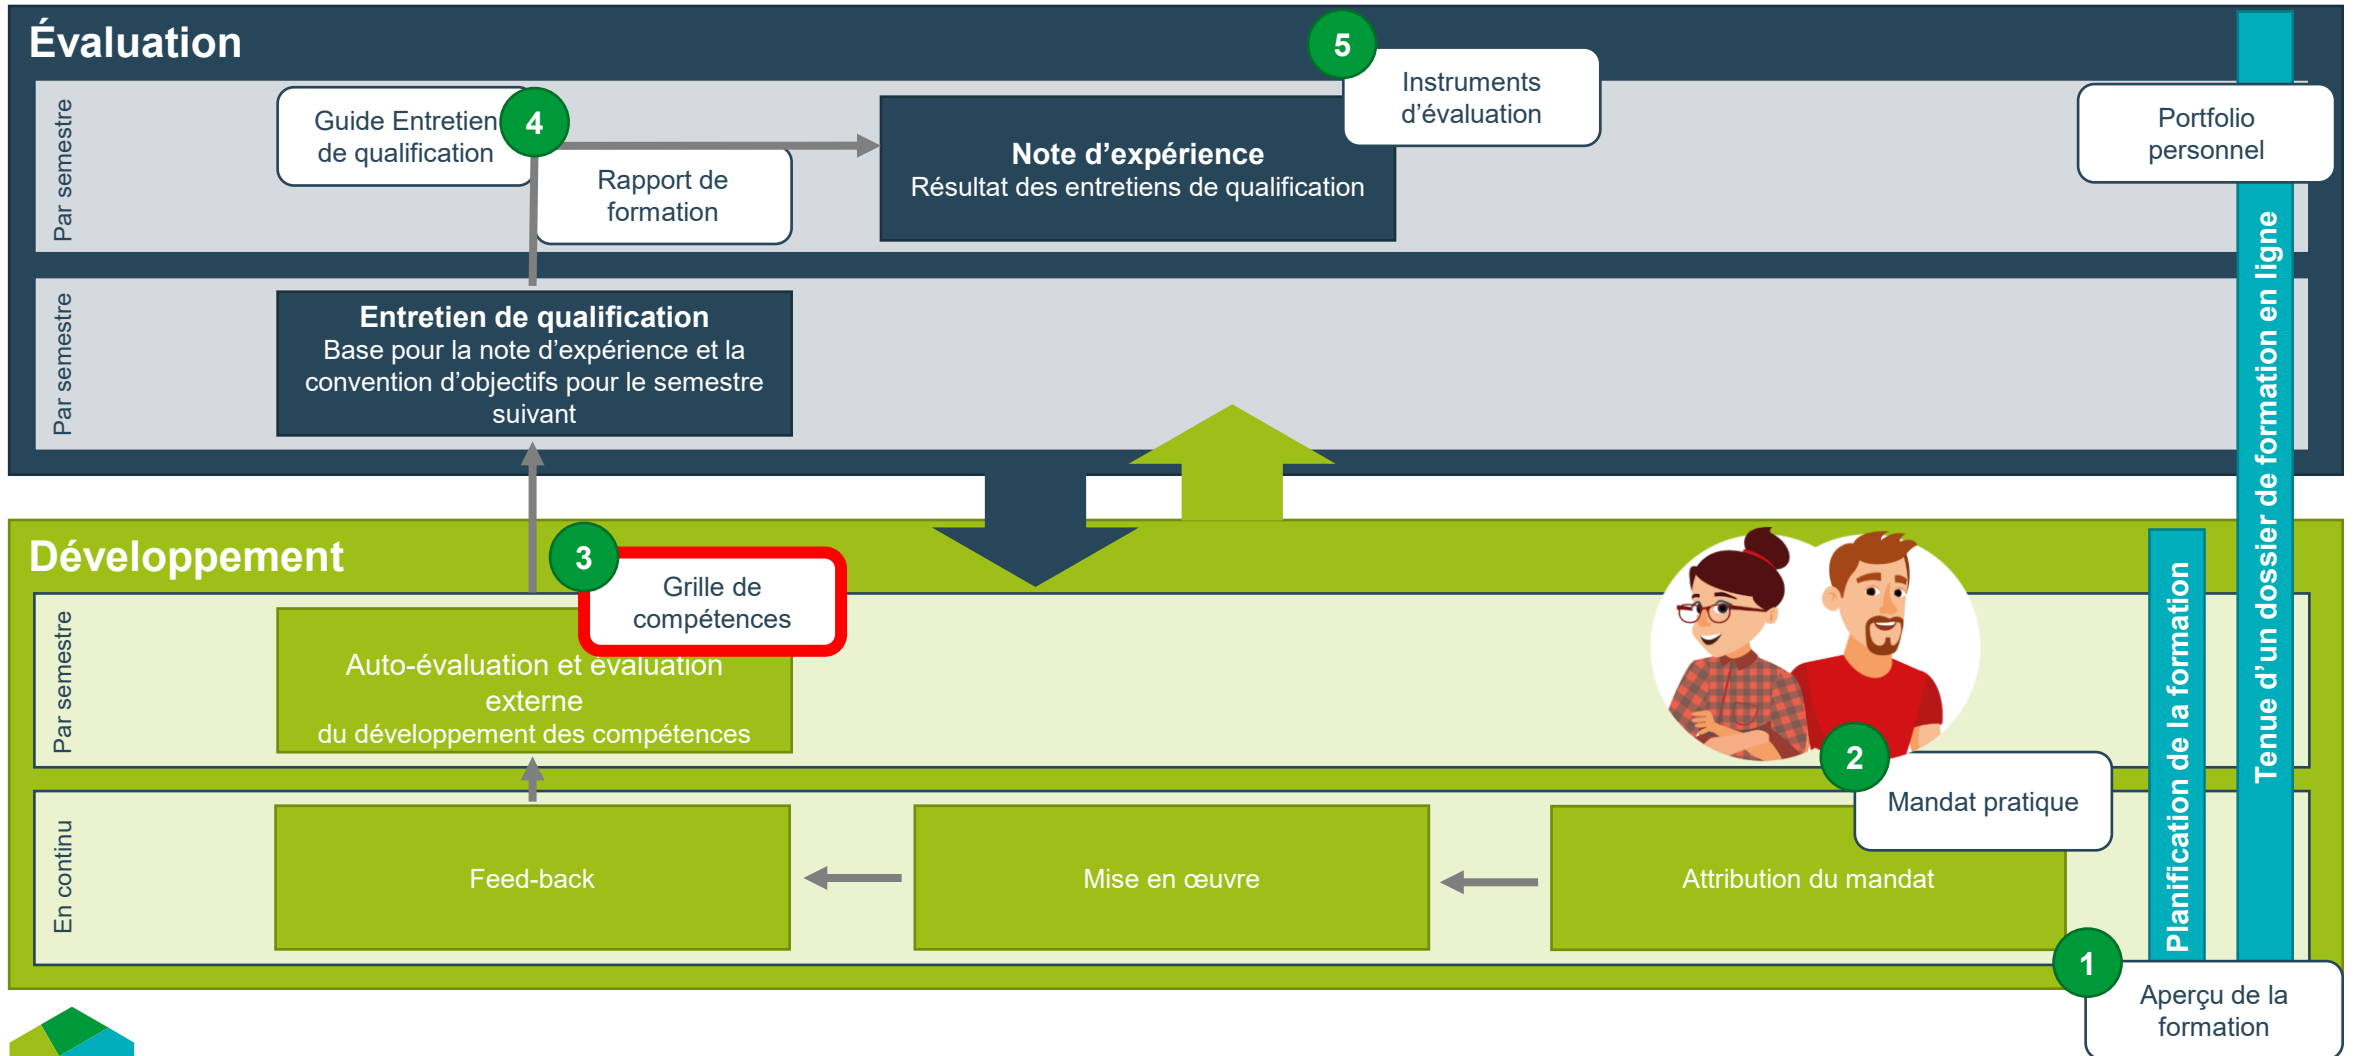 Évaluation
5
Instruments
d’évaluation
Par semestre
Guide Entretien
de qualification
4
Rapport de
formation
Note d’expérience
Résultat des entretiens de qualification
Portfolio
personnel
Par semestre
Entretien de qualification
Base pour la note d’expérience et la
convention d’objectifs pour le semestre
suivant
Tenue d’un dossier de formation en ligne
Développement
3
Grille de
compétences
Par semestre
Auto-évaluation et évaluation
externe
du développement des compétences
2
Mandat pratique
Planification de la formation
En continu
Feed-back
Mise en œuvre
Attribution du mandat
1
Aperçu de la
formation